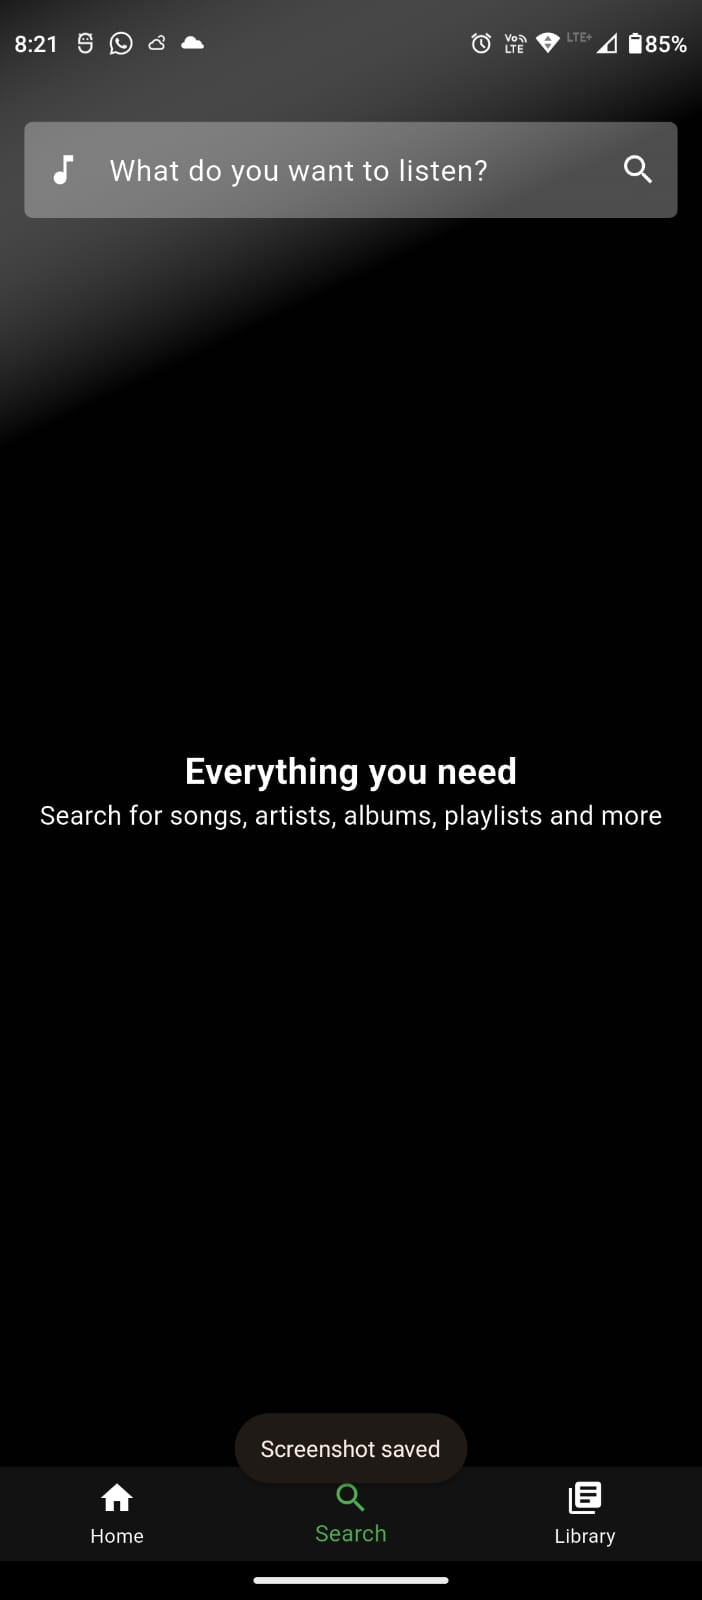 8:21
Vo LTE LTE+ 85%
What do you want to listen?
Everything you need
Search for songs, artists, albums, playlists and more
Screenshot saved
Home Search Library